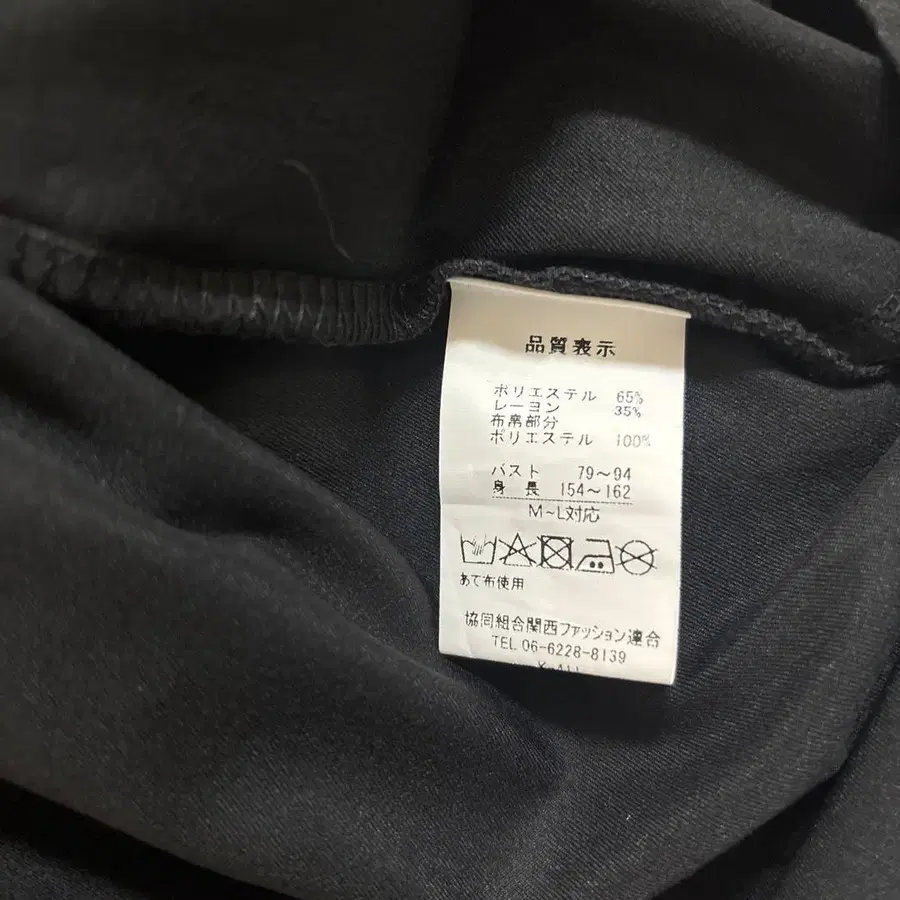 品質表示
ポリエステル 65%
レーヨン 35%
布帛部分
ポリエステル 100%
バスト 79~94
身長 154~162
M~L対応
あて布使用
協同組合関西ファッション連合
TEL 06-6228-8139